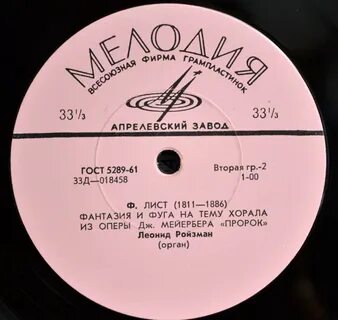 МЕЛОДИЯ
ВСЕСОЮЗНАЯ ФИРМА ГРАМПЛАСТИНОК
33⅓ 33⅓
АПРЕЛЕВСКИЙ ЗАВОД
ГОСТ 5289-61 Вторая гр.-2
33Д—018458 1-00
Ф. ЛИСТ (1811—1886)
ФАНТАЗИЯ И ФУГА НА ТЕМУ ХОРАЛА
ИЗ ОПЕРЫ Дж. МЕЙЕРБЕРА «ПРОРОК»
Леонид Ройзман
(орган)